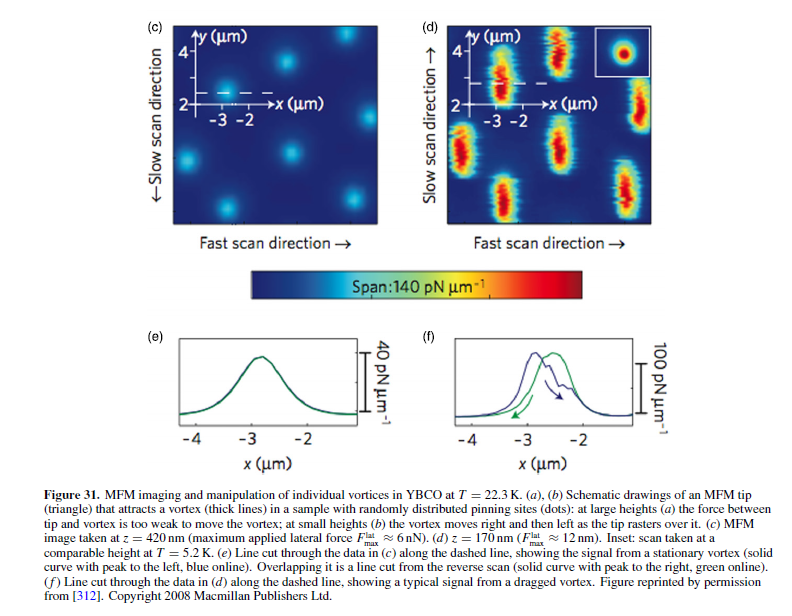 (c)
y (μm)
4
2
x (μm)
-3 -2
←Slow scan direction
Fast scan direction →
(d)
y (μm)
4
2
x (μm)
-3 -2
Slow scan direction →
Fast scan direction →
Span:140 pN μm-1
(e)
40 pN μm-1
-4 -3 -2
x (μm)
(f)
100 pN μm-1
-4 -3 -2
x (μm)
Figure 31. MFM imaging and manipulation of individual vortices in YBCO at T = 22.3 K. (a), (b) Schematic drawings of an MFM tip
(triangle) that attracts a vortex (thick lines) in a sample with randomly distributed pinning sites (dots): at large heights (a) the force between
tip and vortex is too weak to move the vortex; at small heights (b) the vortex moves right and then left as the tip rasters over it. (c) MFM
image taken at z = 420 nm (maximum applied lateral force F lat max ≈ 6 nN). (d) z = 170 nm (F lat max ≈ 12 nm). Inset: scan taken at a
comparable height at T = 5.2 K. (e) Line cut through the data in (c) along the dashed line, showing the signal from a stationary vortex (solid
curve with peak to the left, blue online). Overlapping it is a line cut from the reverse scan (solid curve with peak to the right, green online).
(f) Line cut through the data in (d) along the dashed line, showing a typical signal from a dragged vortex. Figure reprinted by permission
from [312]. Copyright 2008 Macmillan Publishers Ltd.